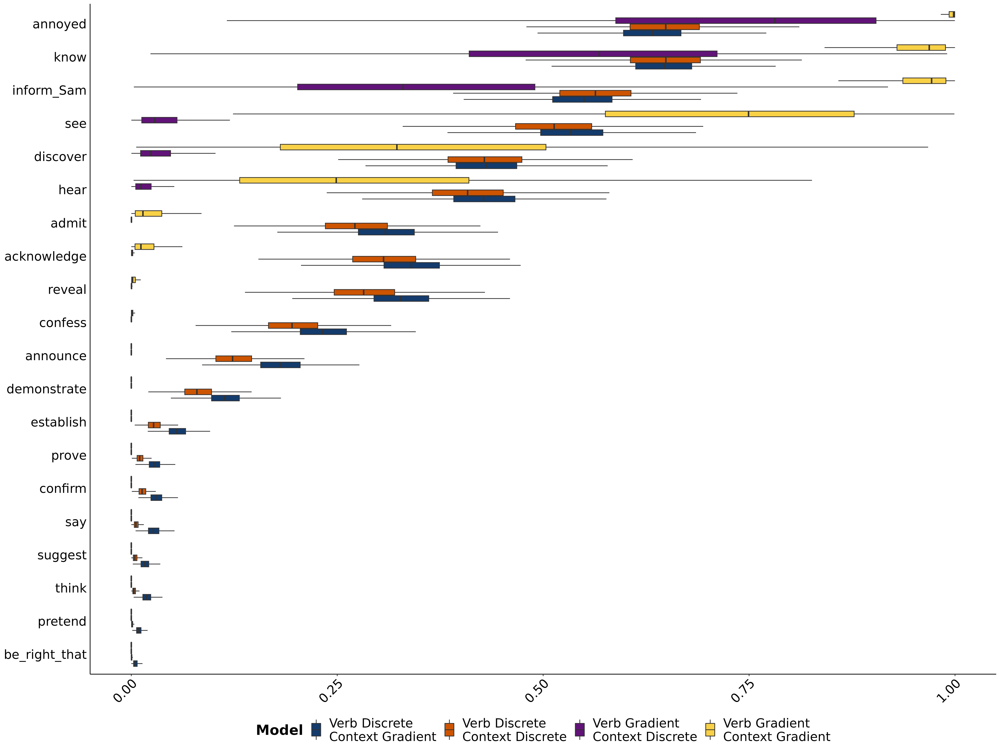 annoyed
know
inform_Sam
see
discover
hear
admit
acknowledge
reveal
confess
announce
demonstrate
establish
prove
confirm
say
suggest
think
pretend
be_right_that
0.00 0.25 0.50 0.75 1.00
Model
Verb Discrete
Context Gradient
Verb Discrete
Context Discrete
Verb Gradient
Context Discrete
Verb Gradient
Context Gradient